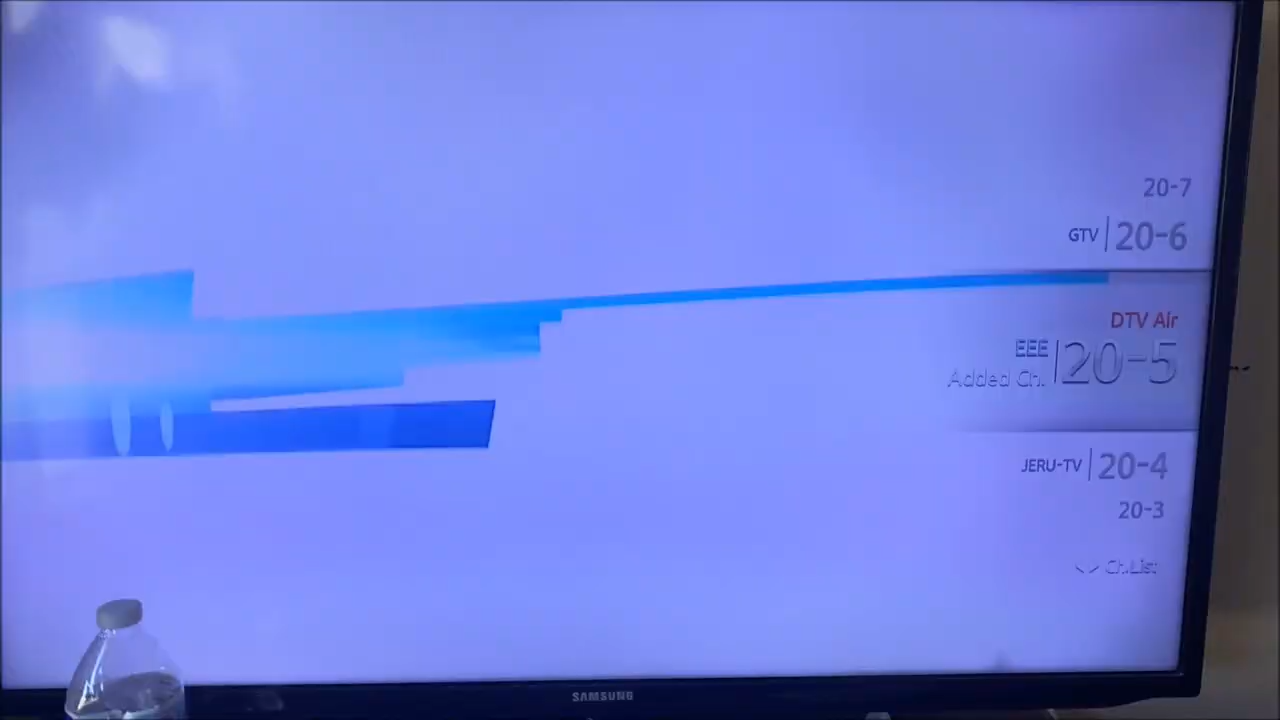 20-7
GTV 20-6
DTV Air
EEE 20-5
Added Ch.
JERU-TV 20-4
20-3
Ch.List
SAMSUNG